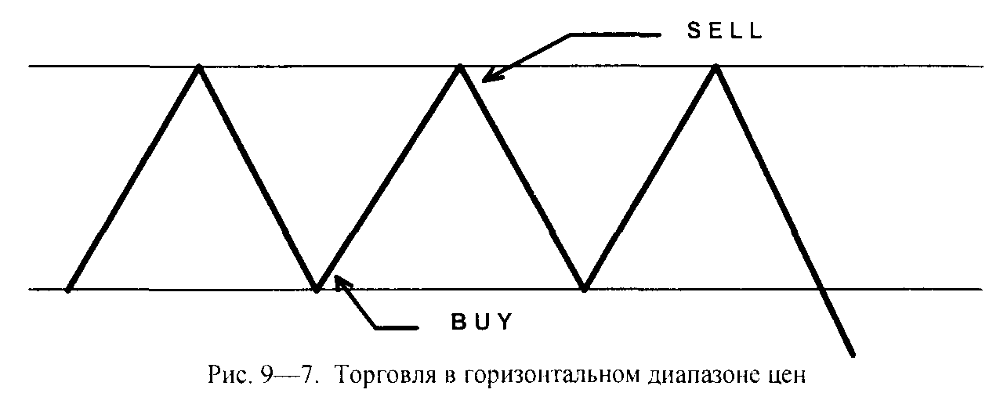 SELL
BUY
Рис. 9—7. Торговля в горизонтальном диапазоне цен